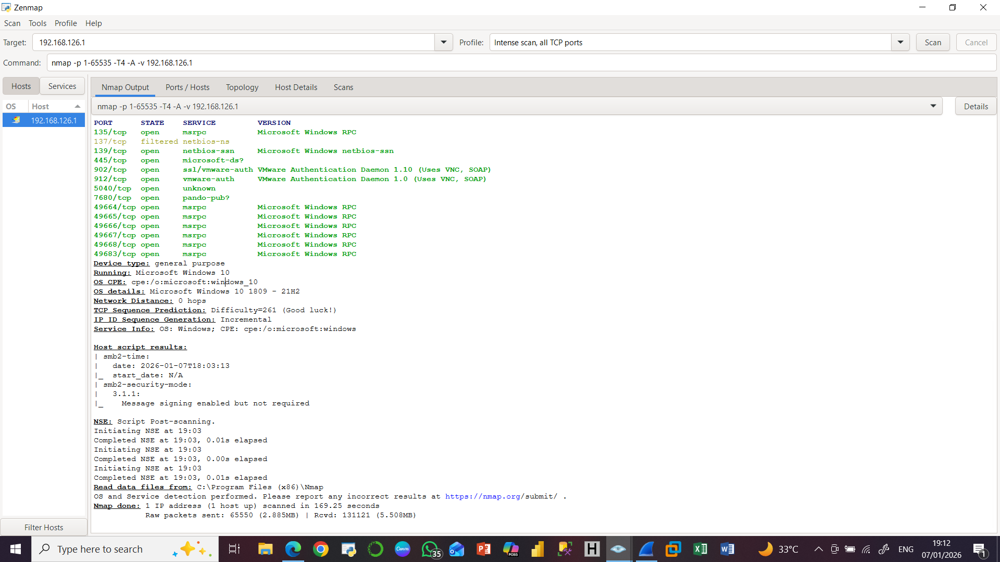 Zenmap
Scan Tools Profile Help
Target: 192.168.126.1 Profile: Intense scan, all TCP ports Scan Cancel
Command: nmap -p 1-65535 -T4 -A -v 192.168.126.1
Hosts Services
OS Host
192.168.126.1
Filter Hosts
Nmap Output Ports / Hosts Topology Host Details Scans
nmap -p 1-65535 -T4 -A -v 192.168.126.1 Details
PORT STATE SERVICE VERSION
135/tcp open msrpc Microsoft Windows RPC
137/tcp filtered netbios-ns
139/tcp open netbios-ssn Microsoft Windows netbios-ssn
445/tcp open microsoft-ds?
902/tcp open ssl/vmware-auth VMware Authentication Daemon 1.10 (Uses VNC, SOAP)
912/tcp open vmware-auth VMware Authentication Daemon 1.0 (Uses VNC, SOAP)
5040/tcp open unknown
7680/tcp open pando-pub?
49664/tcp open msrpc Microsoft Windows RPC
49665/tcp open msrpc Microsoft Windows RPC
49666/tcp open msrpc Microsoft Windows RPC
49667/tcp open msrpc Microsoft Windows RPC
49668/tcp open msrpc Microsoft Windows RPC
49683/tcp open msrpc Microsoft Windows RPC
Device type: general purpose
Running: Microsoft Windows 10
OS CPE: cpe:/o:microsoft:windows_10
OS details: Microsoft Windows 10 1809 - 21H2
Network Distance: 0 hops
TCP Sequence Prediction: Difficulty=261 (Good luck!)
IP ID Sequence Generation: Incremental
Service Info: OS: Windows; CPE: cpe:/o:microsoft:windows
Host script results:
| smb2-time:
|   date: 2026-01-07T18:03:13
|_  start_date: N/A
| smb2-security-mode:
|   3.1.1:
|_    Message signing enabled but not required
NSE: Script Post-scanning.
Initiating NSE at 19:03
Completed NSE at 19:03, 0.01s elapsed
Initiating NSE at 19:03
Completed NSE at 19:03, 0.00s elapsed
Initiating NSE at 19:03
Completed NSE at 19:03, 0.01s elapsed
Read data files from: C:\Program Files (x86)\Nmap
OS and Service detection performed. Please report any incorrect results at https://nmap.org/submit/ .
Nmap done: 1 IP address (1 host up) scanned in 169.25 seconds
Raw packets sent: 65550 (2.885MB) | Rcvd: 131121 (5.508MB)
Type here to search
Canva
35
P
M365
H
X
W
33°C
ENG
19:12
07/01/2026
1